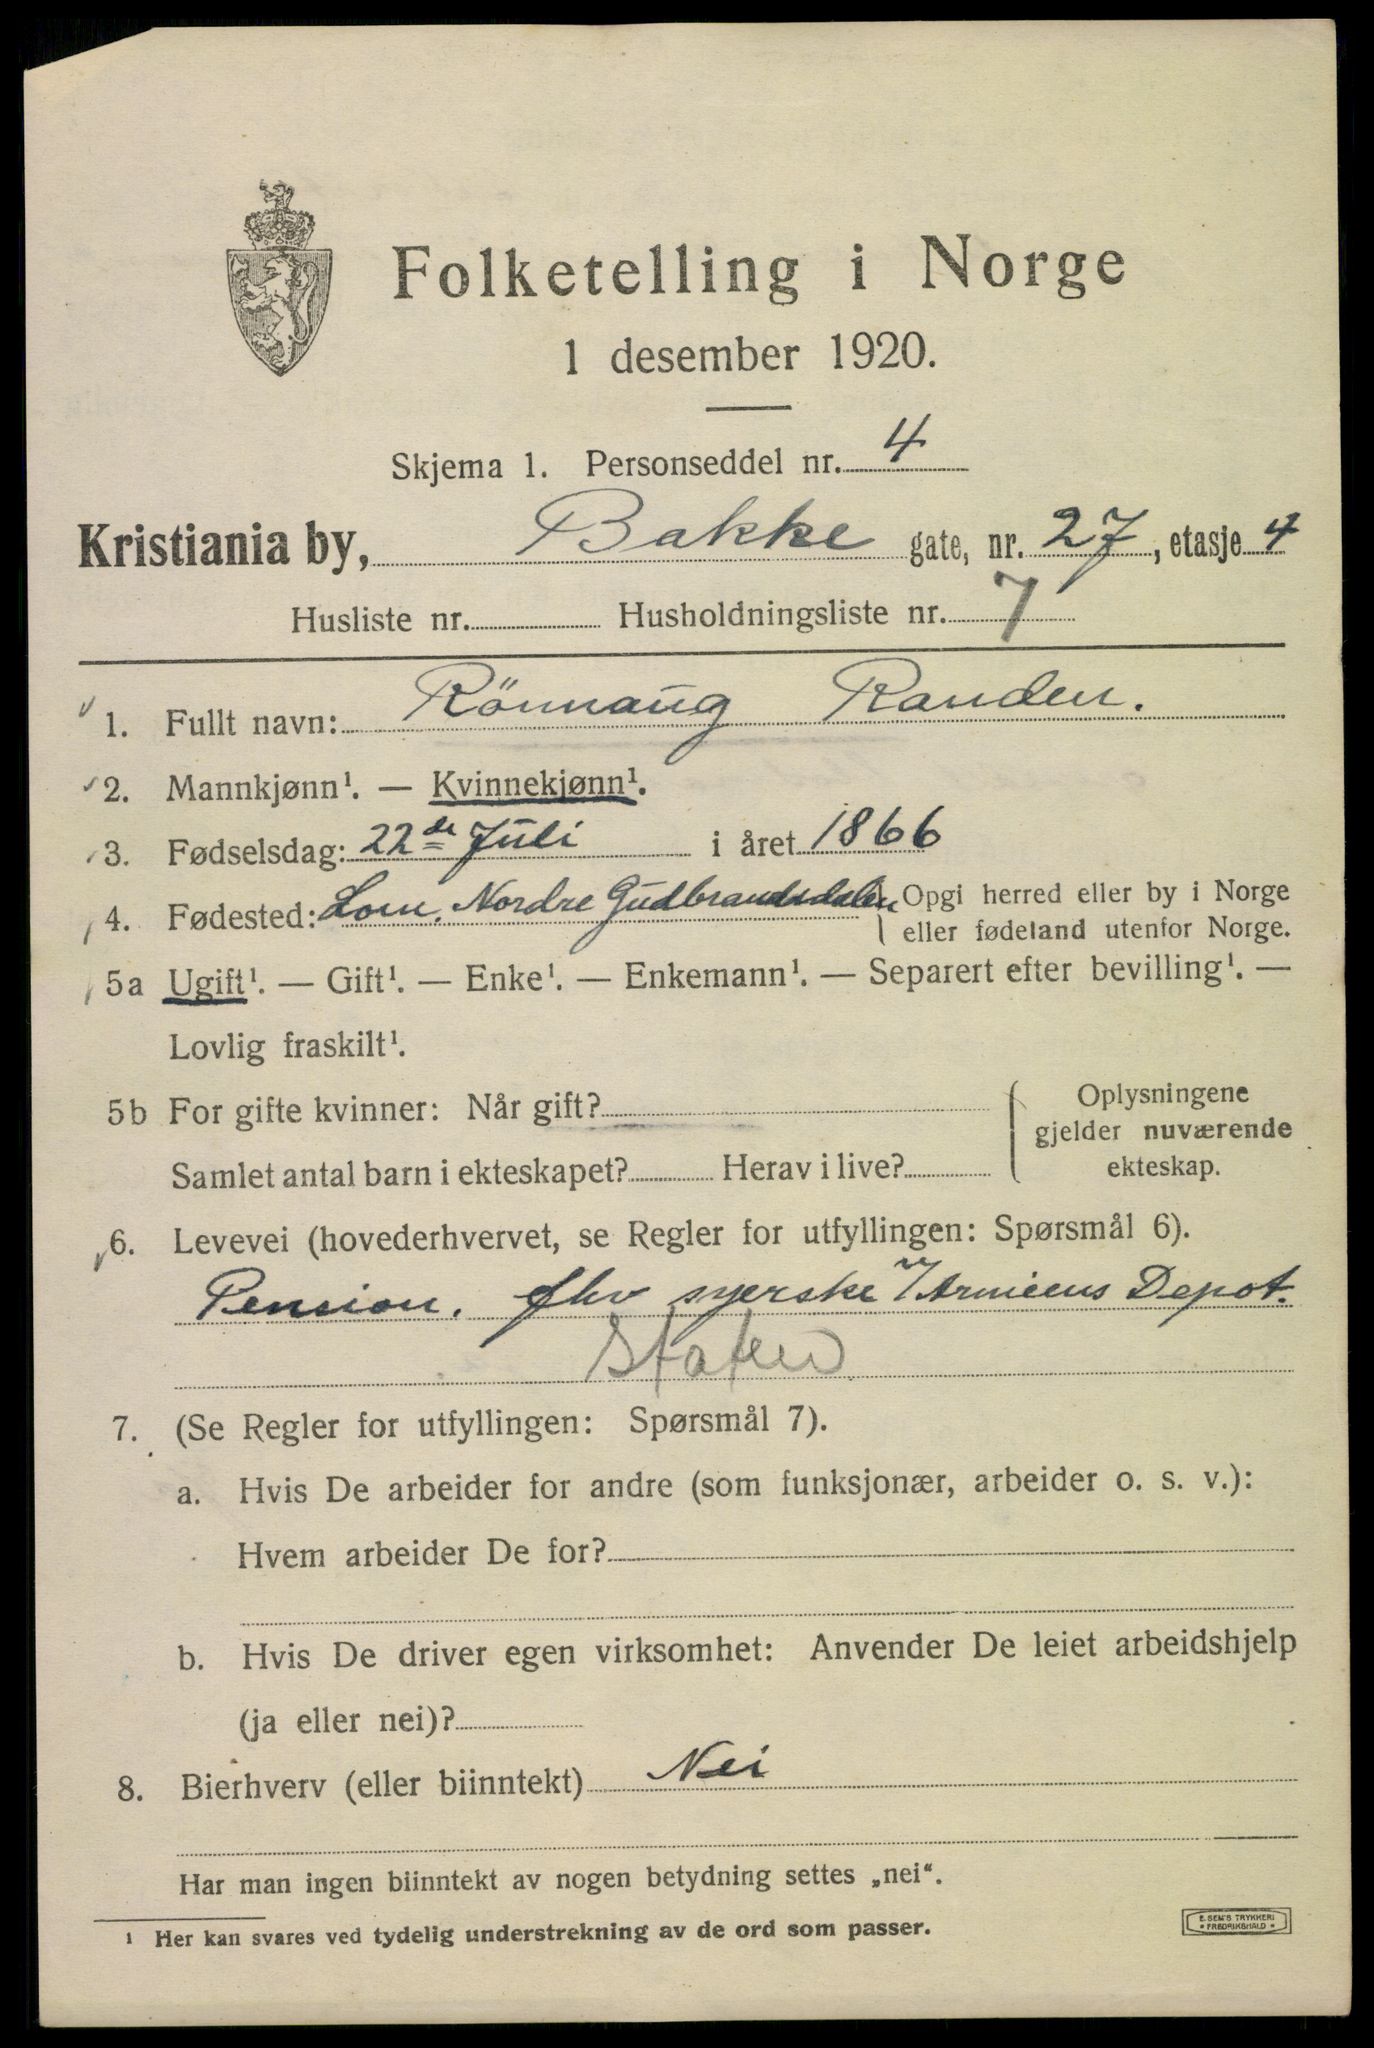 Folketelling i Norge
1 desember 1920.
Skjema 1. Personseddel nr. 4
Kristiania by, Bakke gate, nr. 27, etasje 4
Husliste nr. Husholdningsliste nr. 7
1. Fullt navn: Rönnaug Randen.
2. Mannkjønn¹. — Kvinnekjønn¹.
3. Fødselsdag: 22de Juli i året 1866
4. Fødested: Lom. Nordre Gudbrandsdalen Opgi herred eller by i Norge
eller fødeland utenfor Norge.
5a Ugift¹. — Gift¹. — Enke¹. — Enkemann¹. — Separert efter bevilling¹. —
Lovlig fraskilt¹.
5b For gifte kvinner: Når gift?
Samlet antal barn i ekteskapet? Herav i live?
Oplysningene
gjelder nuværende
ekteskap.
6. Levevei (hovederhvervet, se Regler for utfyllingen: Spørsmål 6).
Pension. fhv syerske v/Armeens Depot.
Staten
7. (Se Regler for utfyllingen: Spørsmål 7).
a. Hvis De arbeider for andre (som funksjonær, arbeider o. s. v.):
Hvem arbeider De for?
b. Hvis De driver egen virksomhet: Anvender De leiet arbeidshjelp
(ja eller nei)?
8. Bierhverv (eller biinntekt) Nei
Har man ingen biinntekt av nogen betydning settes „nei“.
¹ Her kan svares ved tydelig understrekning av de ord som passer.
E. SEM'S TRYKKERI
* FREDRIKSHALD *